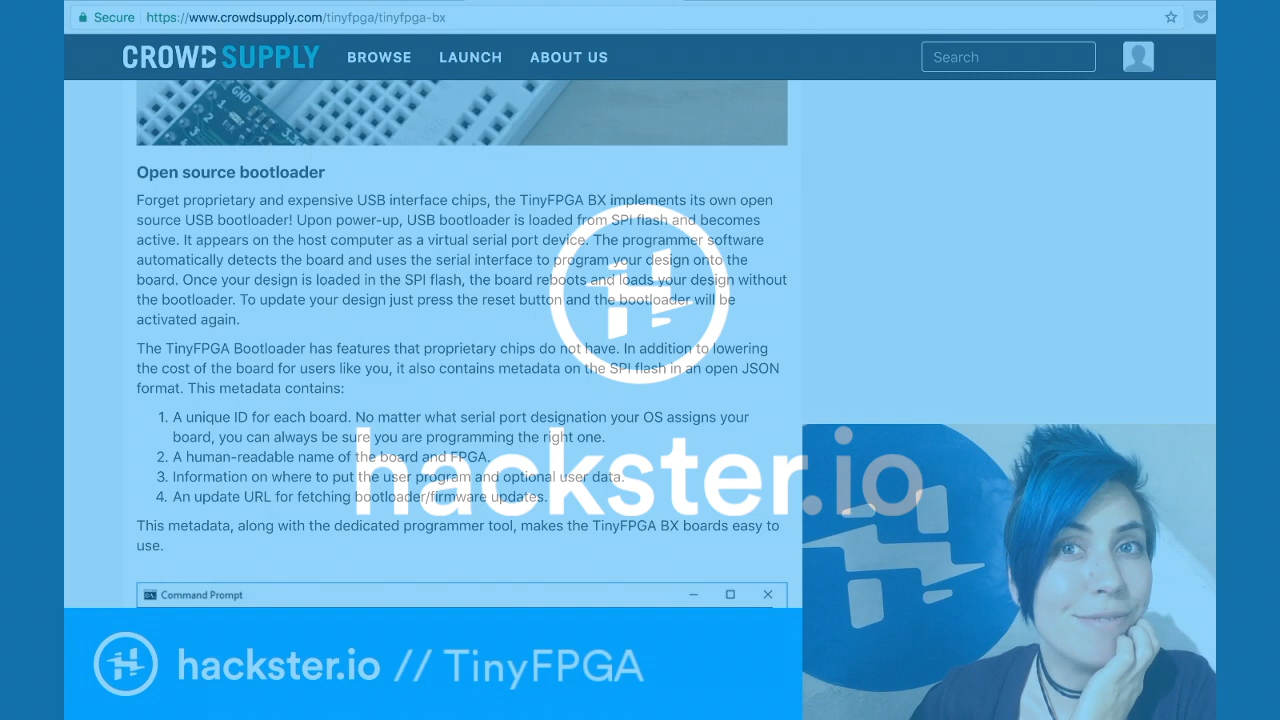 Secure https://www.crowdsupply.com/tinyfpga/tinyfpga-bx
CROWD SUPPLY BROWSE LAUNCH ABOUT US Search
GND
1
2
3
3.3
Open source bootloader
Forget proprietary and expensive USB interface chips, the TinyFPGA BX implements its own open
source USB bootloader! Upon power-up, USB bootloader is loaded from SPI flash and becomes
active. It appears on the host computer as a virtual serial port device. The programmer software
automatically detects the board and uses the serial interface to program your design onto the
board. Once your design is loaded in the SPI flash, the board reboots and loads your design without
the bootloader. To update your design just press the reset button and the bootloader will be
activated again.
The TinyFPGA Bootloader has features that proprietary chips do not have. In addition to lowering
the cost of the board for users like you, it also contains metadata on the SPI flash in an open JSON
format. This metadata contains:
1. A unique ID for each board. No matter what serial port designation your OS assigns your
board, you can always be sure you are programming the right one.
2. A human-readable name of the board and FPGA.
3. Information on where to put the user program and optional user data.
4. An update URL for fetching bootloader/firmware updates.
hackster.io
This metadata, along with the dedicated programmer tool, makes the TinyFPGA BX boards easy to
use.
Command Prompt
hackster.io // TinyFPGA